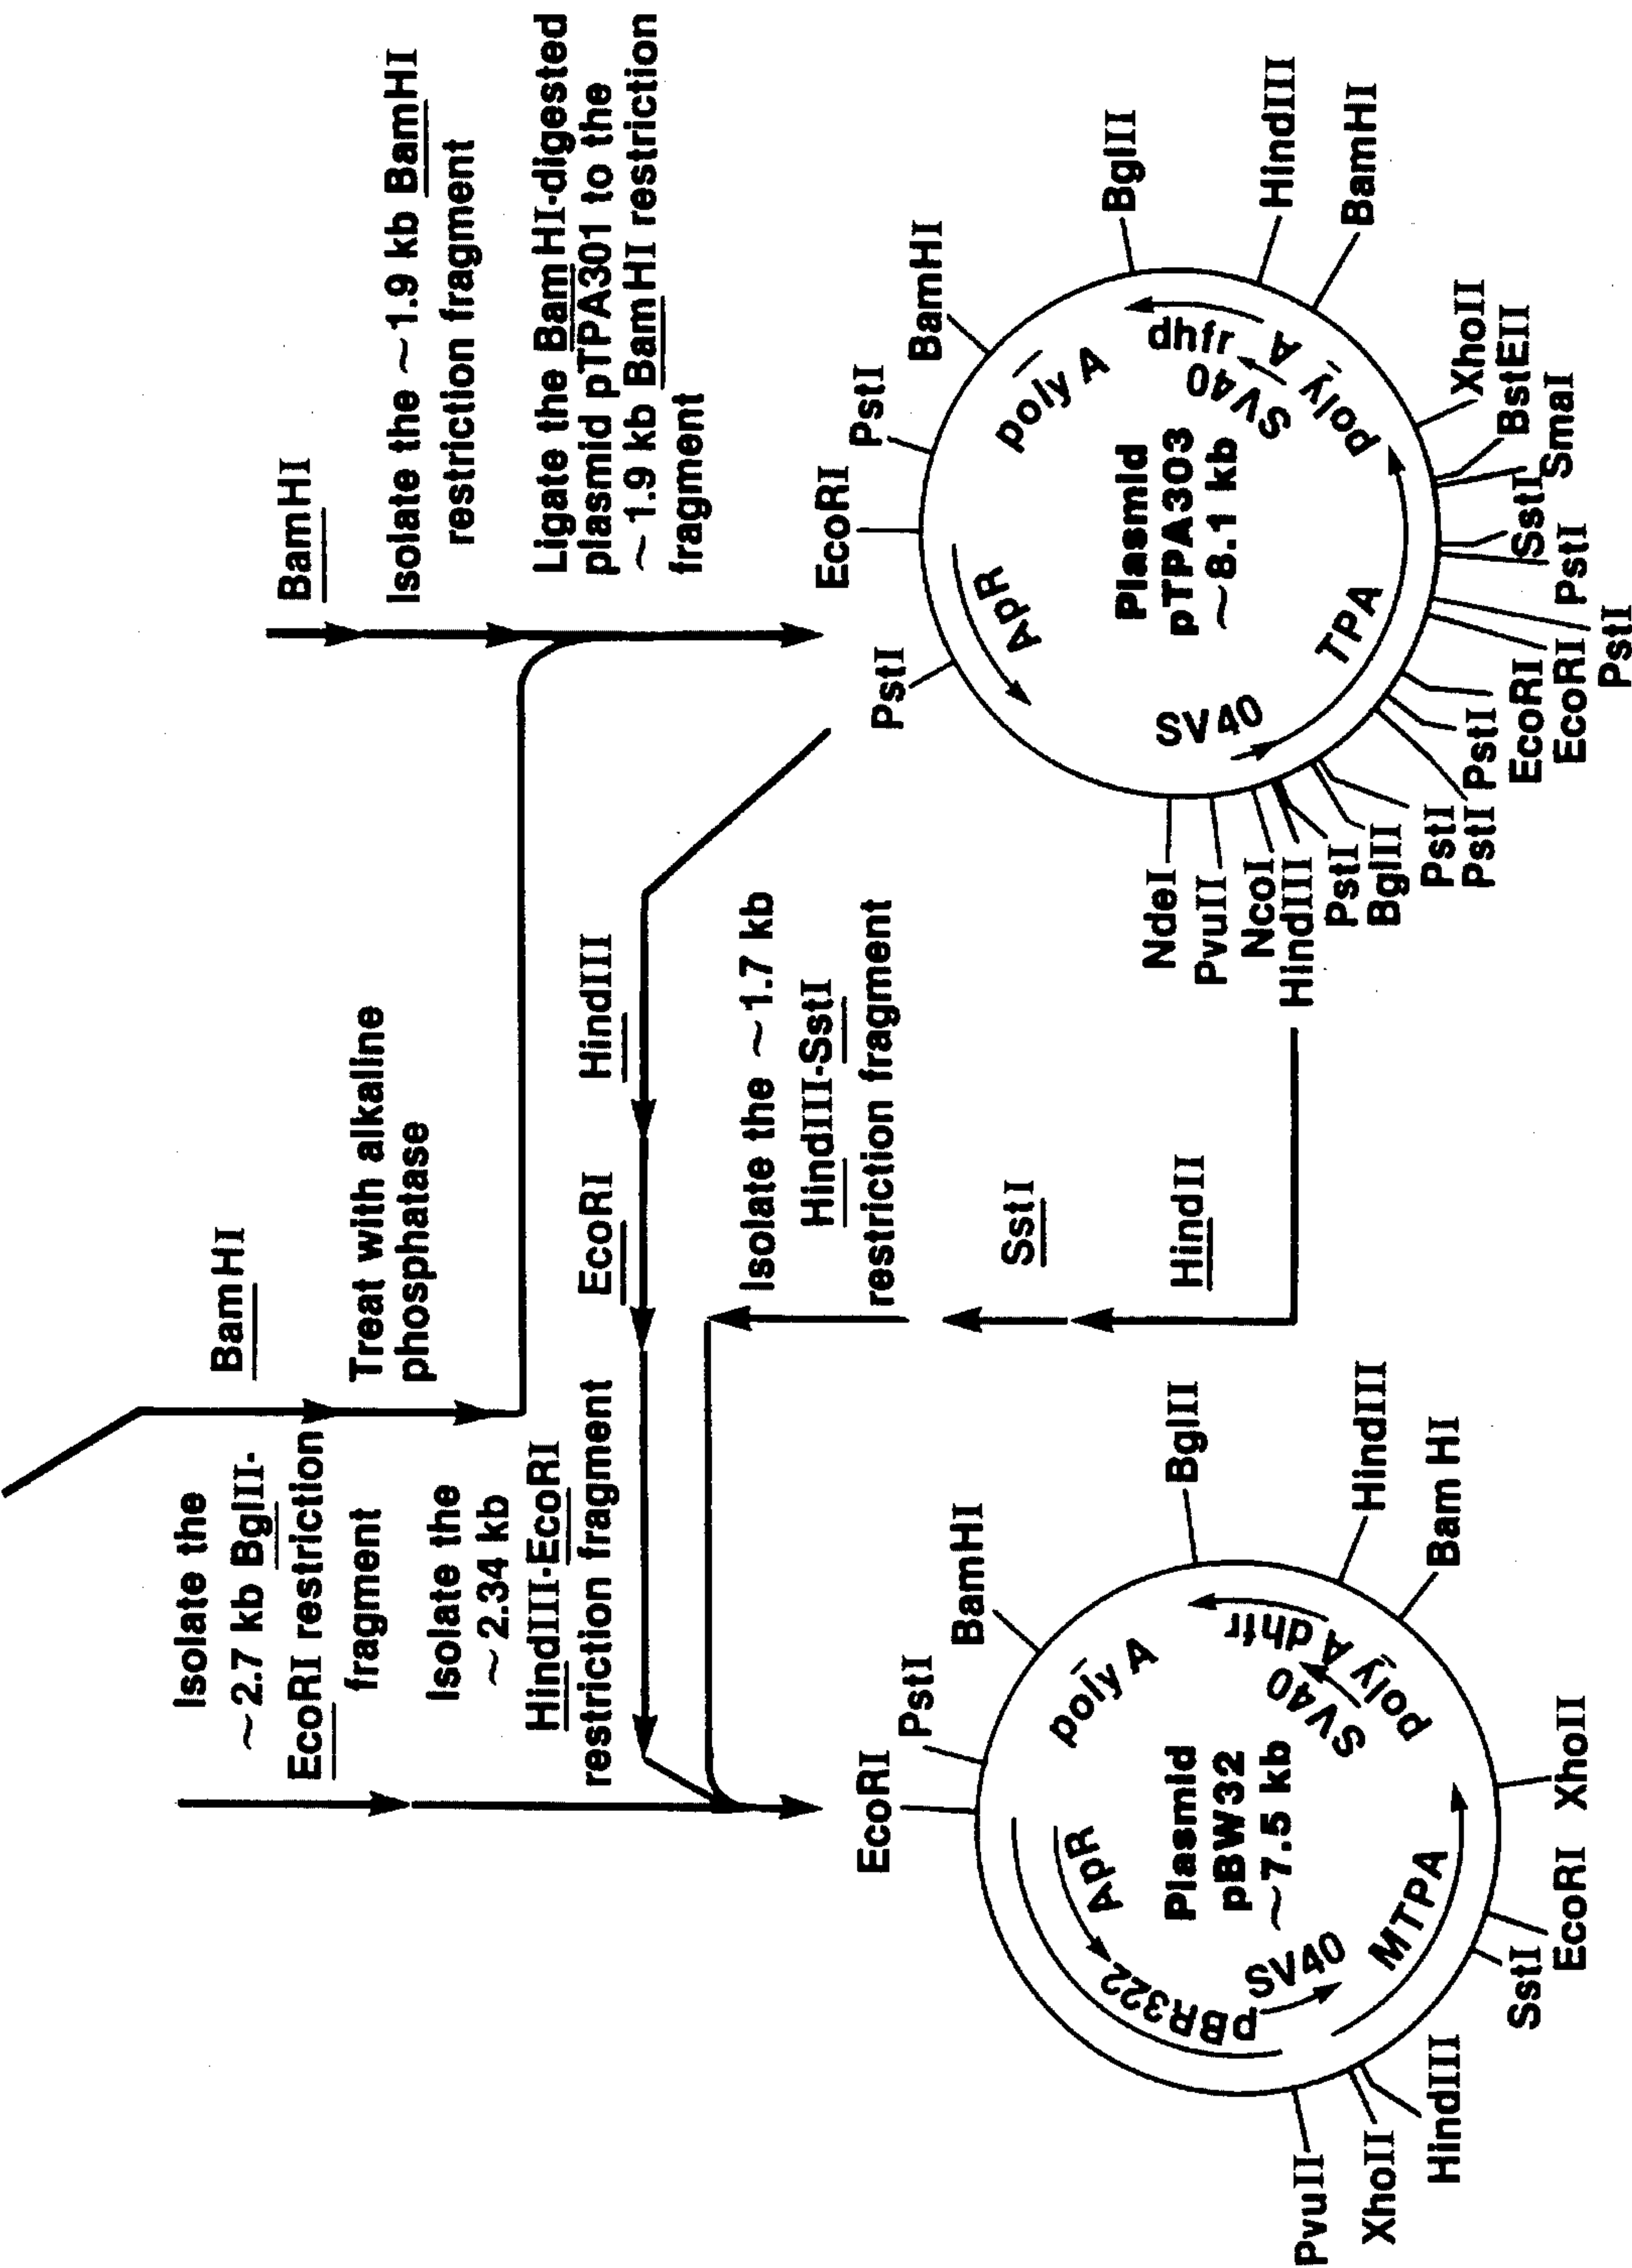 BamHI
Isolate the ~1.9 kb BamHI
restriction fragment
Ligate the BamHI-digested
plasmid pTPA301 to the
~1.9 kb BamHI restriction
fragment
BamHI
Treat with alkaline
phosphatase
Isolate the
~2.7 kb BglII-
EcoRI restriction
fragment
Isolate the
~2.34 kb
HindIII-EcoRI
restriction fragment
EcoRI
HindIII
Isolate the ~1.7 kb
HindIII-SstI
restriction fragment
SstI
HindII
EcoRI
PstI
BamHI
BglII
HindIII
Bam HI
XhoII
EcoRI
SstI
HindIII
XhoII
PvuII
pBR322
ApR
poly A
dhfr
SV40
poly A
MTPA
SV40
Plasmid
pBW32
~7.5 kb
PstI
EcoRI
PstI
BamHI
BglII
HindIII
BamHI
XhoII
BstEII
SmaI
SstI
PstI
PstI
EcoRI
EcoRI
PstI
PstI
PstI
BglII
PstI
HindIII
NcoI
PvuII
NdeI
ApR
poly A
dhfr
SV40
poly A
TPA
SV40
Plasmid
pTPA303
~8.1 kb